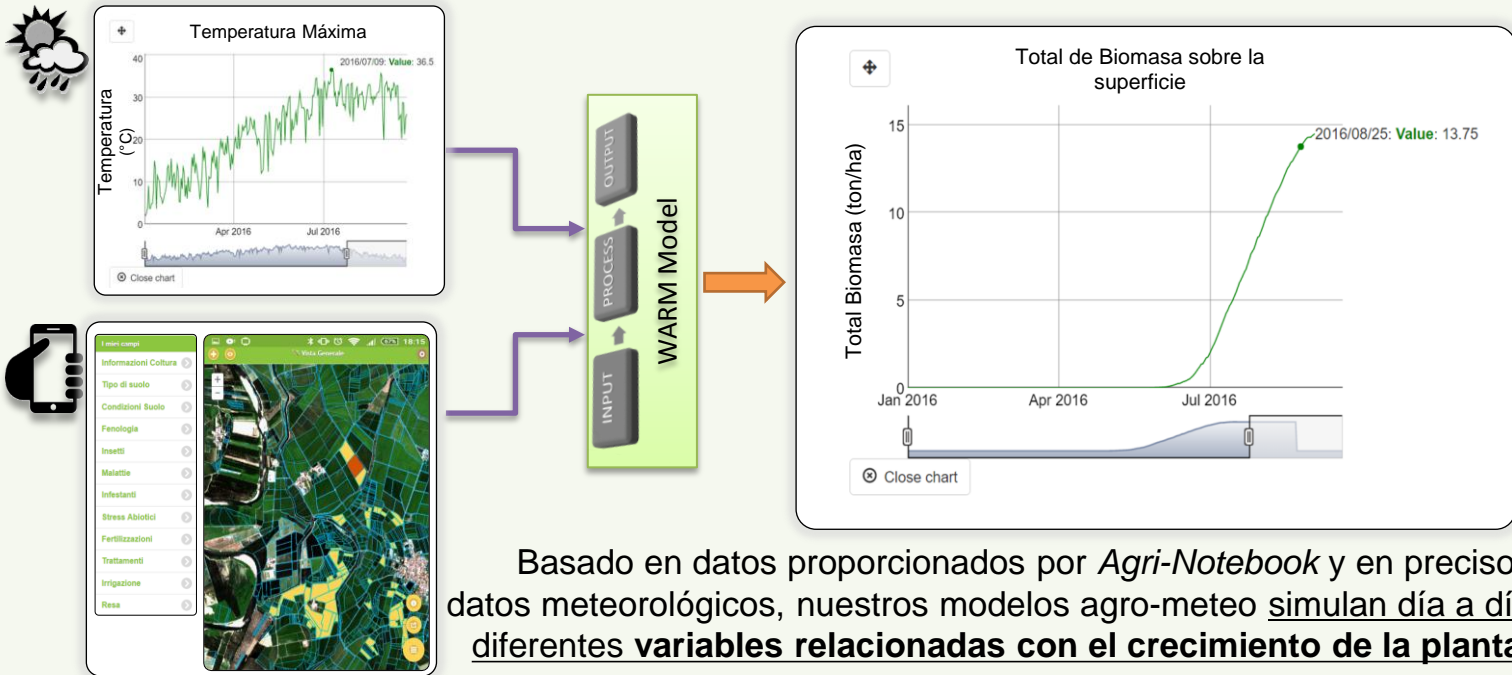 Temperatura Máxima
2016/07/09: Value: 36.5
Temperatura
(°C)
40
30
20
10
0
Apr 2016
Jul 2016
Close chart
I miei campi
Informazioni Coltura
Tipo di suolo
Condizioni Suolo
Fenologia
Insetti
Malattie
Infestanti
Stress Abiotici
Fertilizzazioni
Trattamenti
Irrigazione
Resa
67% 18:15
Vista Generale
+
-
INPUT
PROCESS
OUTPUT
WARM Model
Total de Biomasa sobre la
superficie
2016/08/25: Value: 13.75
Total Biomasa (ton/ha)
15
10
5
0
Jan 2016
Apr 2016
Jul 2016
Close chart
Basado en datos proporcionados por Agri-Notebook y en preciso
datos meteorológicos, nuestros modelos agro-meteo simulan día a dí
diferentes variables relacionadas con el crecimiento de la planta